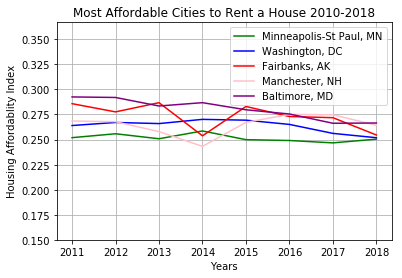 Most Affordable Cities to Rent a House 2010-2018
Minneapolis-St Paul, MN
Washington, DC
Fairbanks, AK
Manchester, NH
Baltimore, MD
Housing Affordablity Index
0.350
0.325
0.300
0.275
0.250
0.225
0.200
0.175
0.150
2011 2012 2013 2014 2015 2016 2017 2018
Years